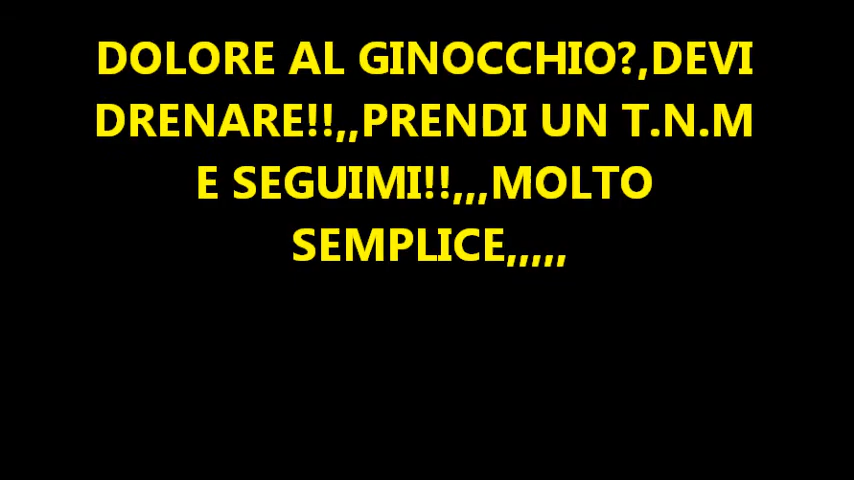 DOLORE AL GINOCCHIO?,DEVI
DRENARE!!,,PRENDI UN T.N.M
E SEGUIMI!!,,,MOLTO
SEMPLICE,,,,,